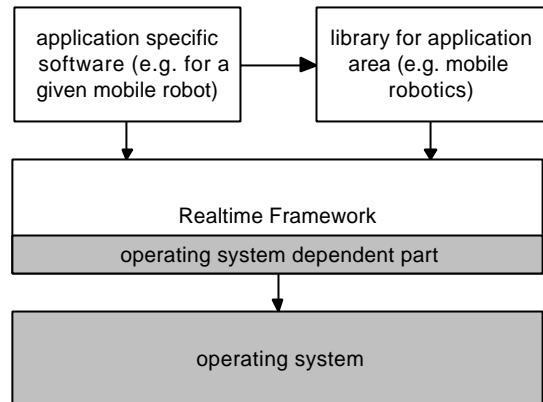 application specific
software (e.g. for a
given mobile robot)
library for application
area (e.g. mobile
robotics)
Realtime Framework
operating system dependent part
operating system